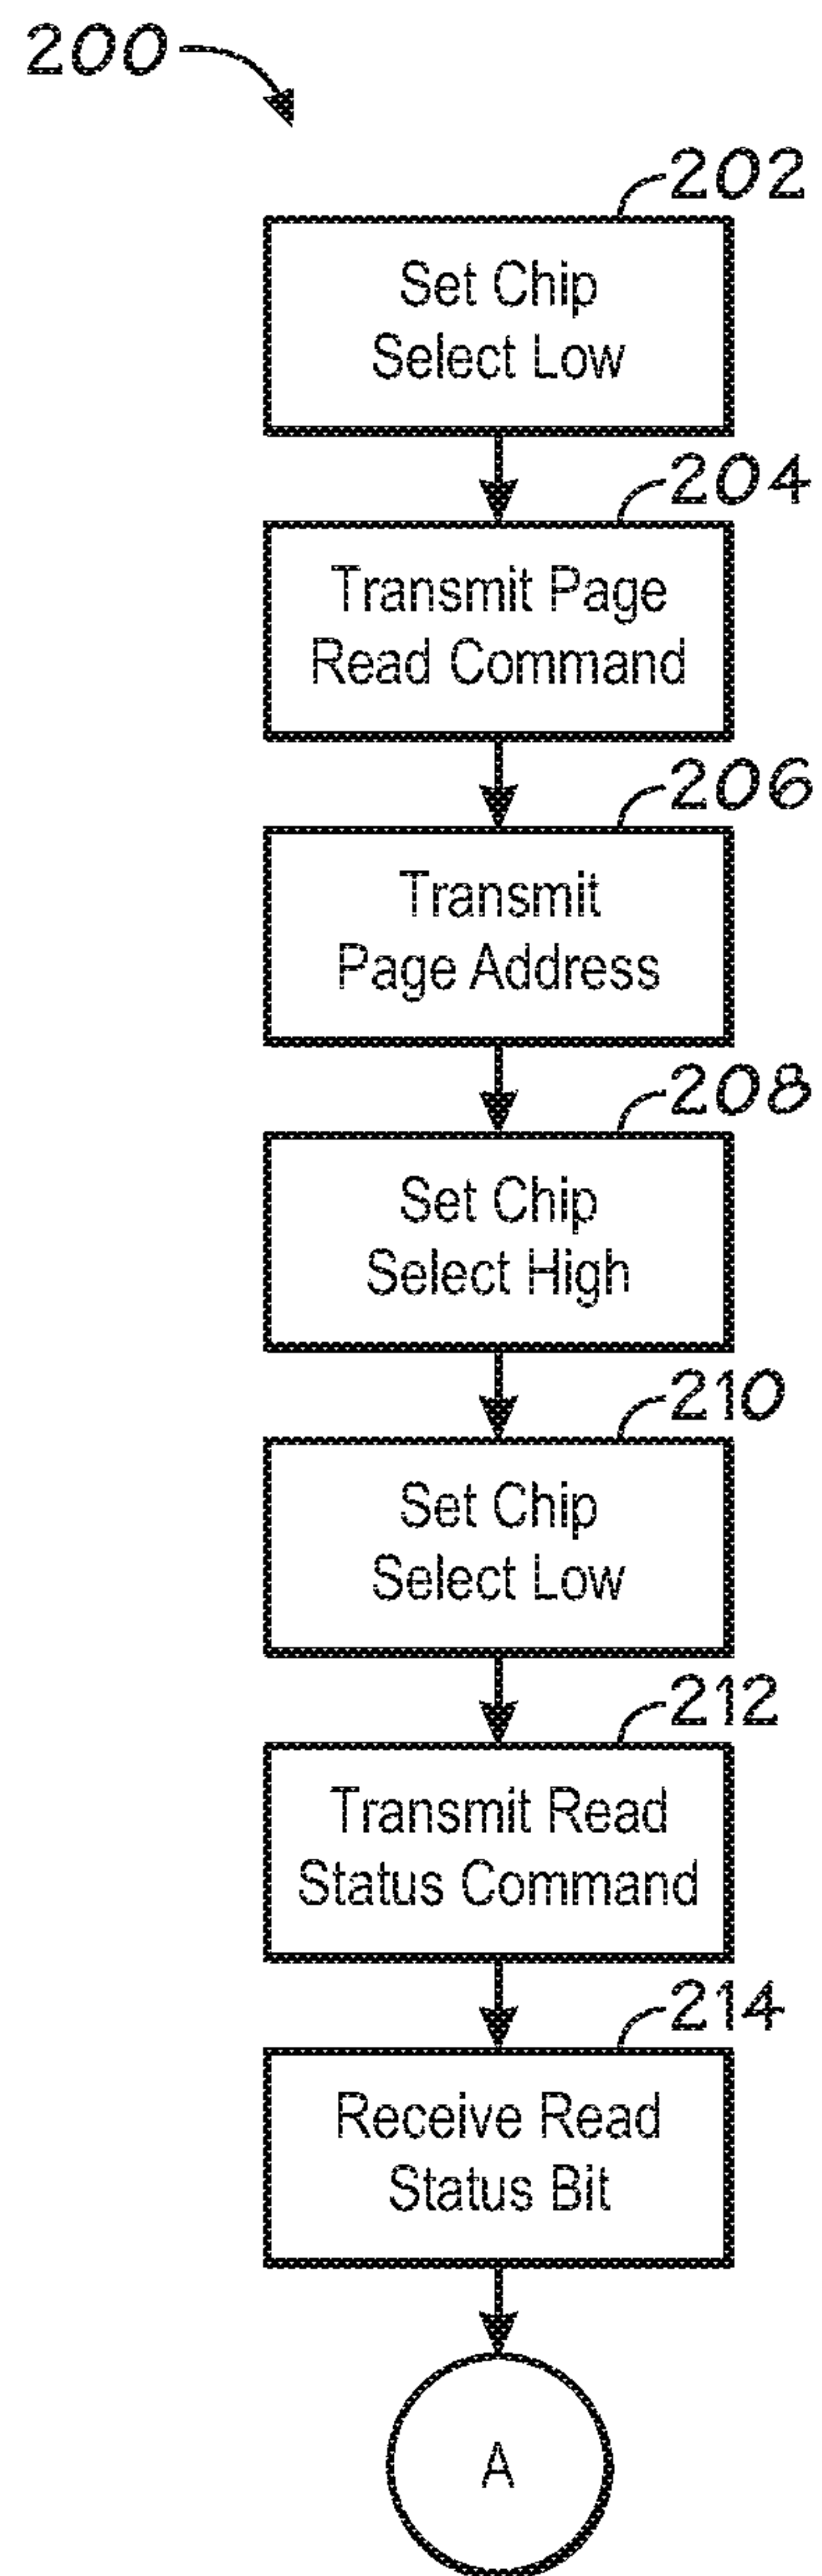 200
202
Set Chip
Select Low
204
Transmit Page
Read Command
206
Transmit
Page Address
208
Set Chip
Select High
210
Set Chip
Select Low
212
Transmit Read
Status Command
214
Receive Read
Status Bit
A